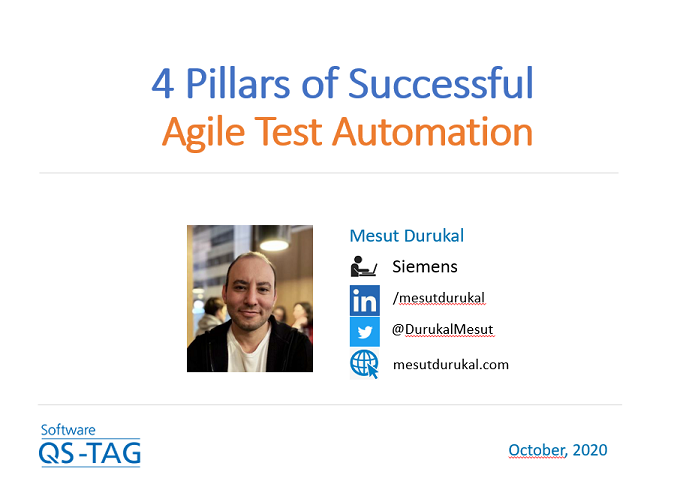 4 Pillars of Successful
Agile Test Automation
Mesut Durukal
Siemens
in
/mesutdurukal
@DurukalMesut
mesutdurukal.com
Software
QS-TAG
October, 2020